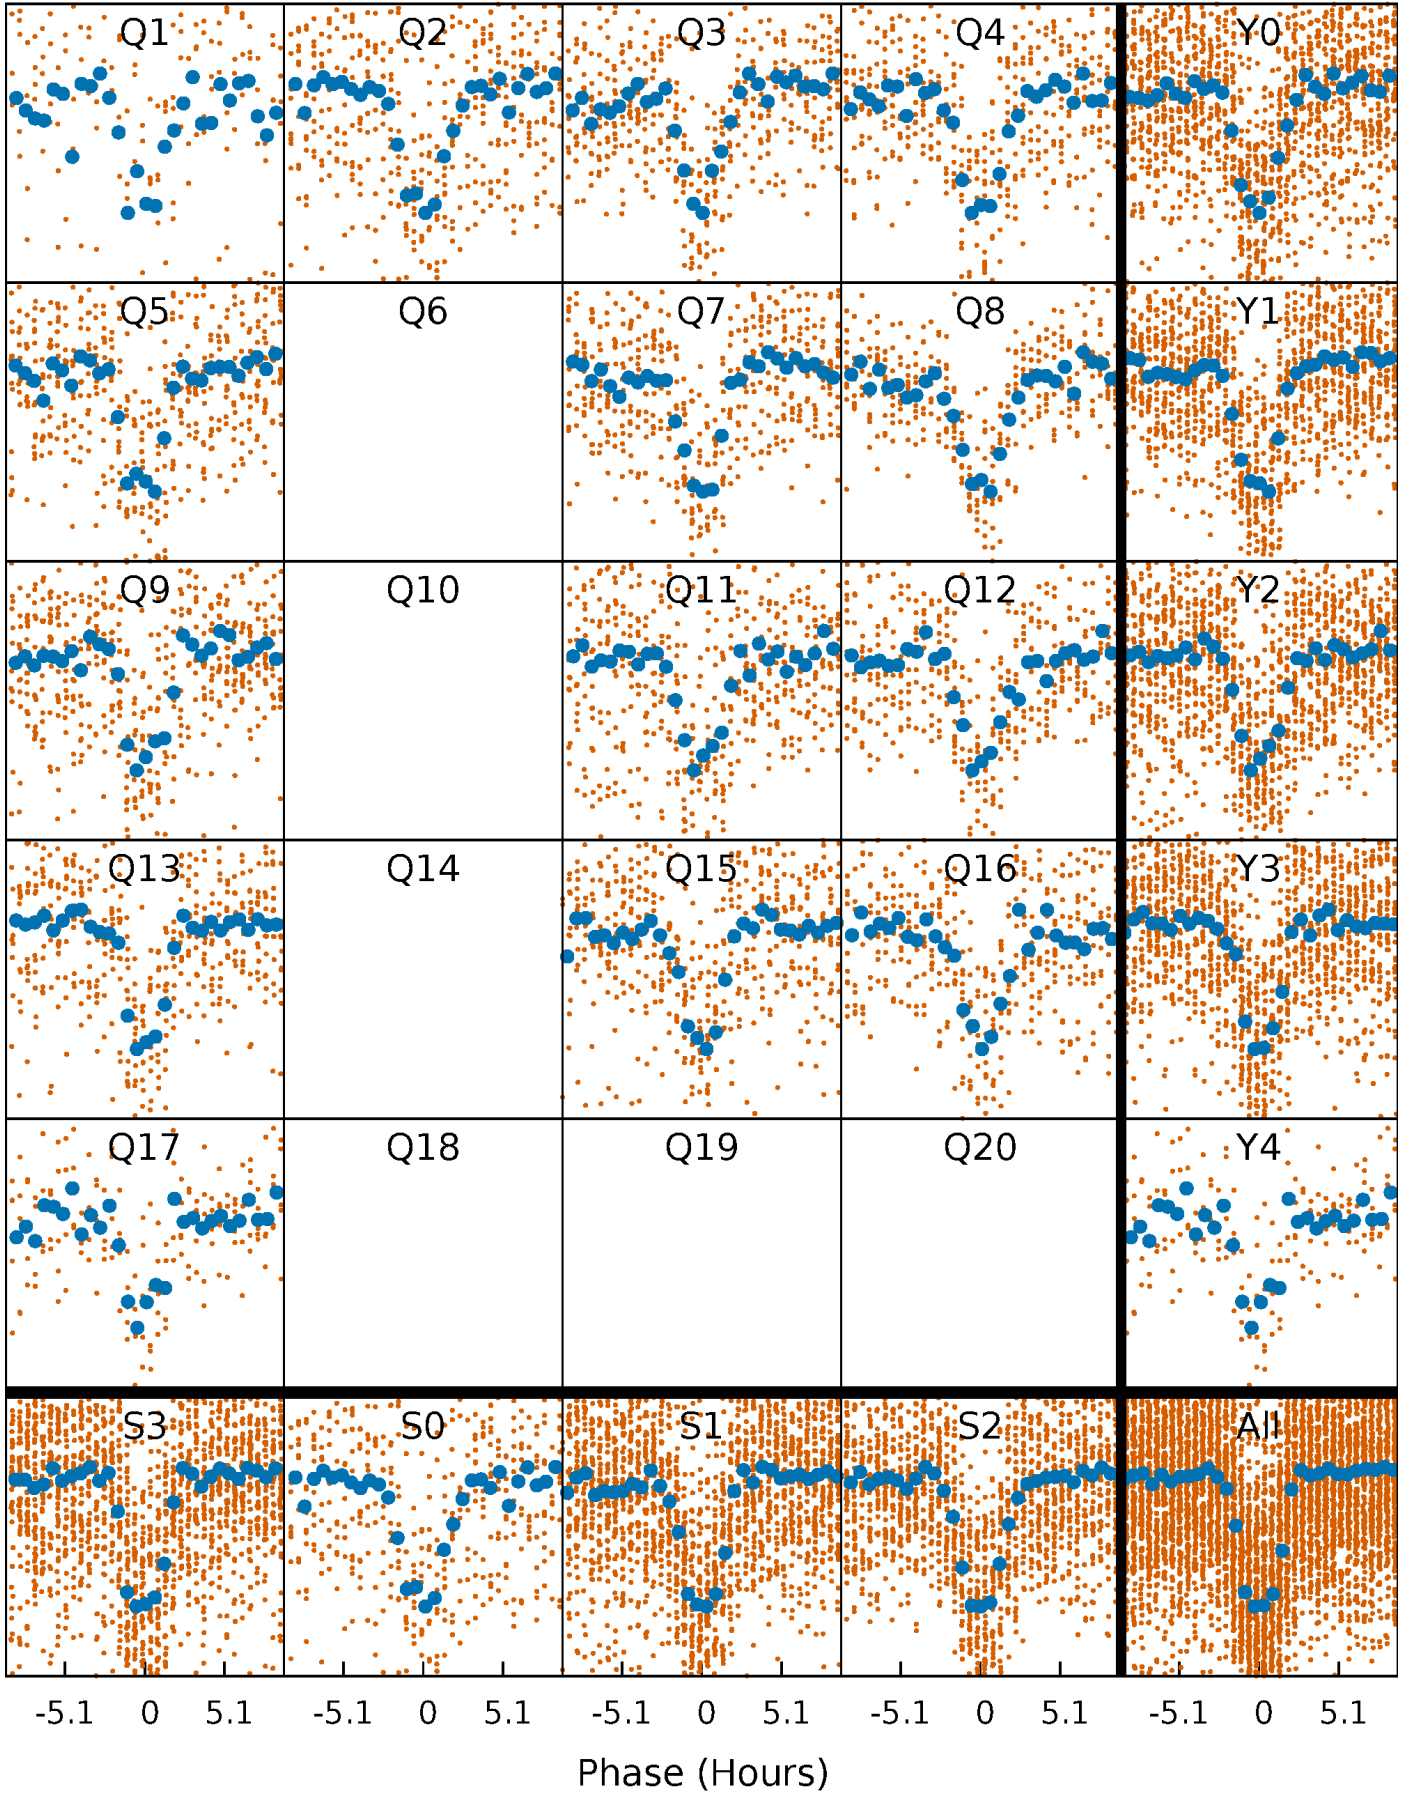 Q1 Q2 Q3 Q4 Y0
Q5 Q6 Q7 Q8 Y1
Q9 Q10 Q11 Q12 Y2
Q13 Q14 Q15 Q16 Y3
Q17 Q18 Q19 Q20 Y4
S3 S0 S1 S2 All
-5.1 0 5.1 -5.1 0 5.1 -5.1 0 5.1 -5.1 0 5.1 -5.1 0 5.1
Phase (Hours)